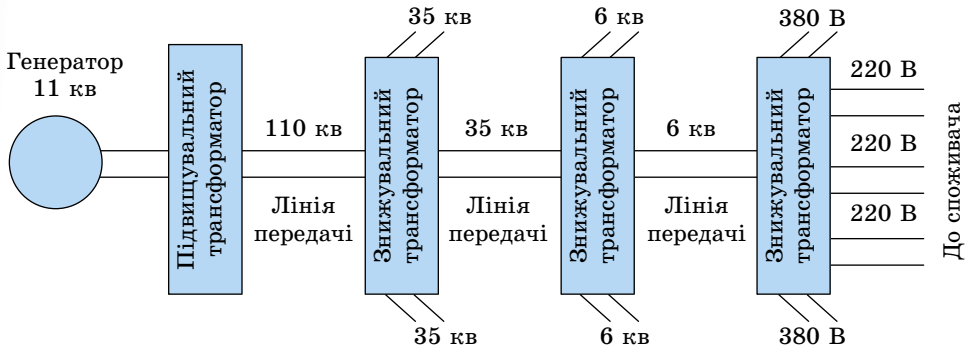 35 кв
6 кв
380 В
Генератор
11 кв
Підвищувальний
трансформатор
110 кв
Лінія
передачі
Знижувальний
трансформатор
35 кв
Лінія
передачі
Знижувальний
трансформатор
6 кв
Лінія
передачі
Знижувальний
трансформатор
220 В
220 В
220 В
До споживача
35 кв
6 кв
380 В